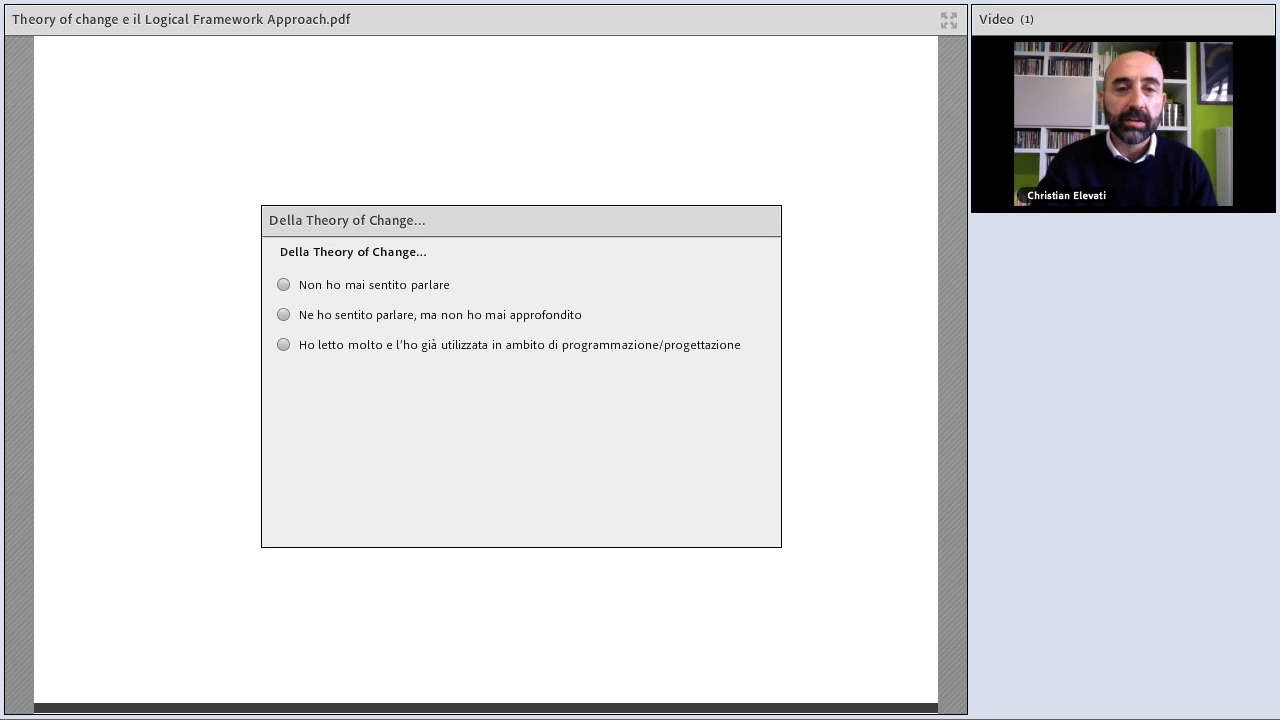 Theory of change e il Logical Framework Approach.pdf
Video (1)
Christian Elevati
Della Theory of Change...
Della Theory of Change...
Non ho mai sentito parlare
Ne ho sentito parlare, ma non ho mai approfondito
Ho letto molto e l'ho già utilizzata in ambito di programmazione/progettazione